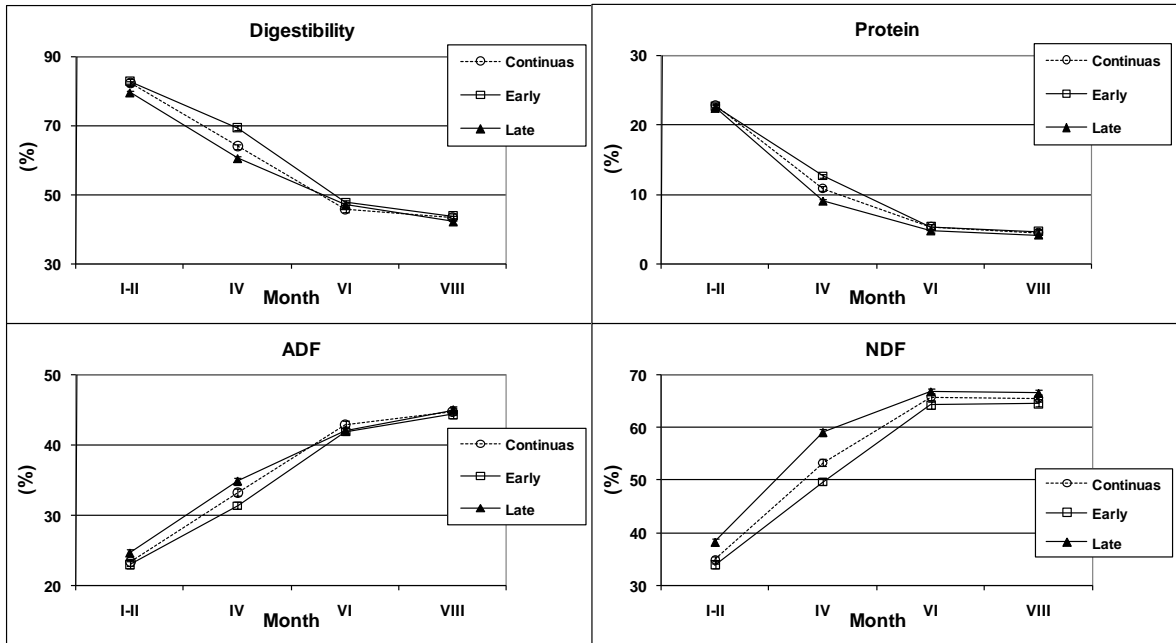 Digestibility
90
70
50
30
(%)
I-II
IV
VI
VIII
Month
Continuas
Early
Late
Protein
30
20
10
0
(%)
I-II
IV
VI
VIII
Month
Continuas
Early
Late
ADF
50
40
30
20
(%)
I-II
IV
VI
VIII
Month
Continuas
Early
Late
NDF
70
60
50
40
30
(%)
I-II
IV
VI
VIII
Month
Continuas
Early
Late